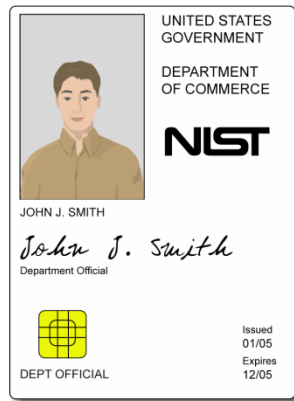 UNITED STATES
GOVERNMENT
DEPARTMENT
OF COMMERCE
NIST
JOHN J. SMITH
John J. Smith
Department Official
Issued
01/05
Expires
12/05
DEPT OFFICIAL